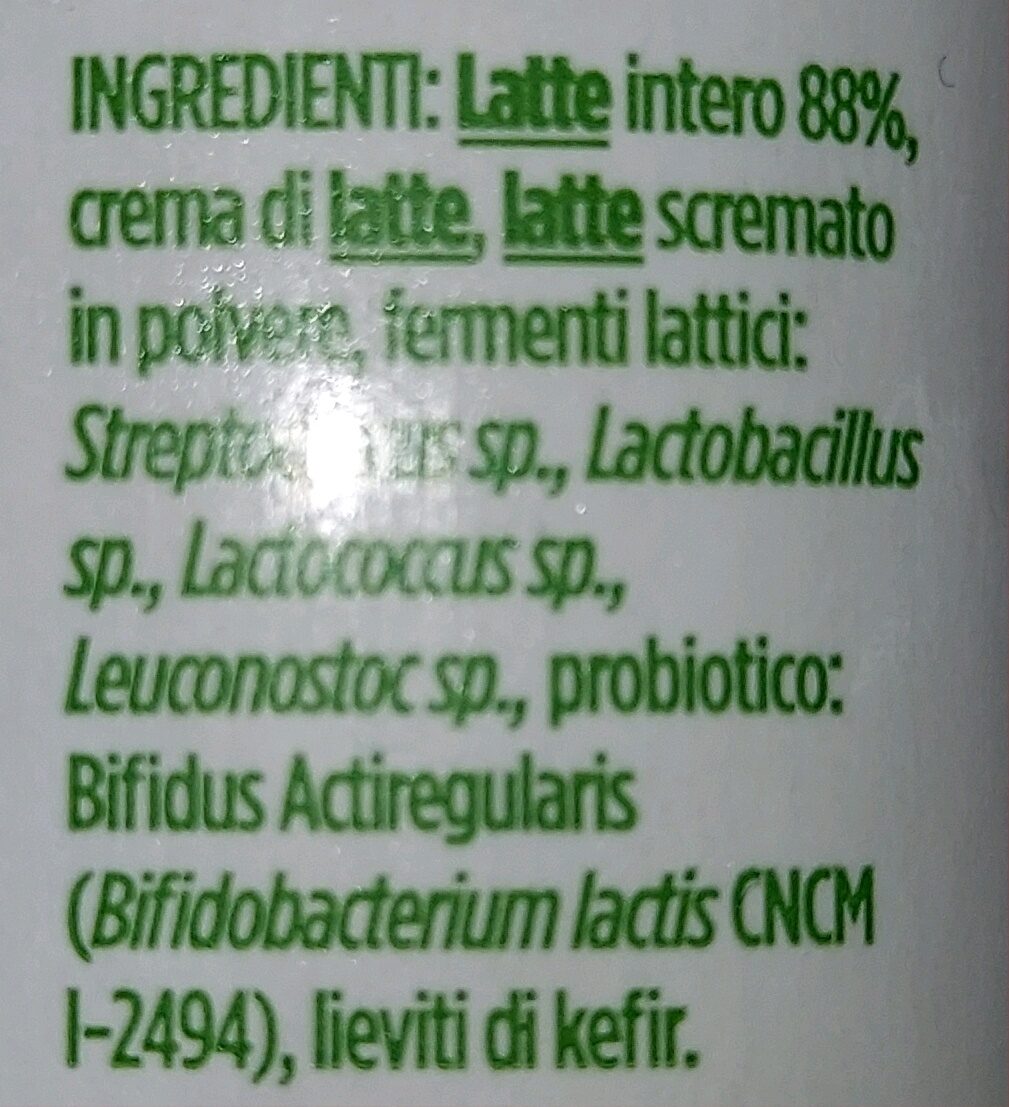 INGREDIENTI: Latte intero 88%,
crema di latte, latte scremato
in polvere, fermenti lattici:
sp., Lactobacillus
sp., Lactococcus sp.,
Leuconostoc sp., probiotico:
Bifidus Actiregularis
(Bifidobacterium lactis CNCM
I-2494), lieviti di kefir.